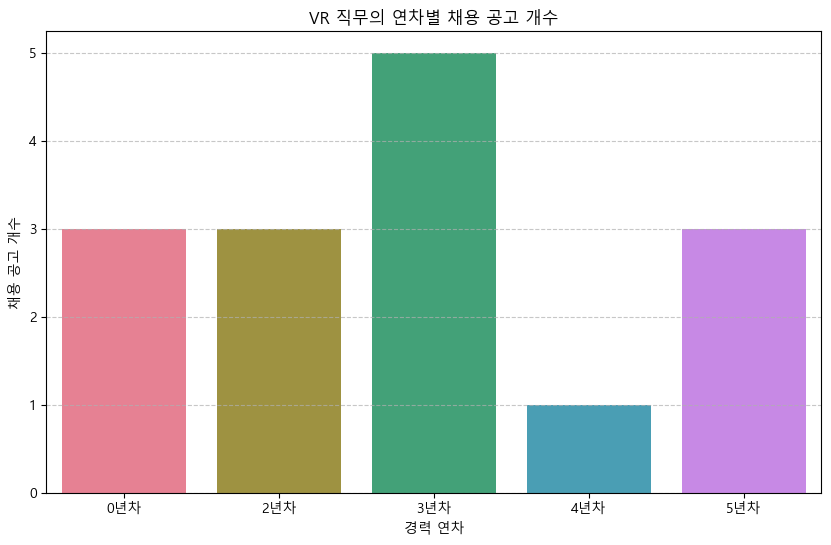 VR 직무의 연차별 채용 공고 개수
채용 공고 개수
5
4
3
2
1
0
0년차
2년차
3년차
4년차
5년차
경력 연차